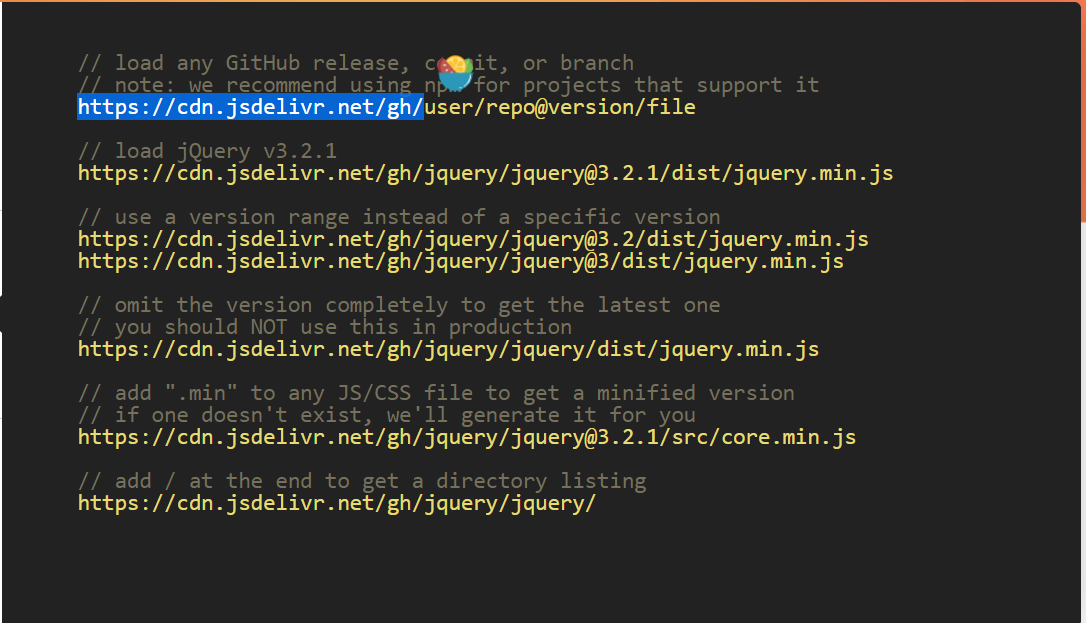 // load any GitHub release, or branch
// note: we recommend using for projects that support it
https://cdn.jsdelivr.net/gh/user/repo@version/file
// load jQuery v3.2.1
https://cdn.jsdelivr.net/gh/jquery/jquery@3.2.1/dist/jquery.min.js
// use a version range instead of a specific version
https://cdn.jsdelivr.net/gh/jquery/jquery@3.2/dist/jquery.min.js
https://cdn.jsdelivr.net/gh/jquery/jquery@3/dist/jquery.min.js
// omit the version completely to get the latest one
// you should NOT use this in production
https://cdn.jsdelivr.net/gh/jquery/jquery/dist/jquery.min.js
// add ".min" to any JS/CSS file to get a minified version
// if one doesn't exist, we'll generate it for you
https://cdn.jsdelivr.net/gh/jquery/jquery@3.2.1/src/core.min.js
// add / at the end to get a directory listing
https://cdn.jsdelivr.net/gh/jquery/jquery/